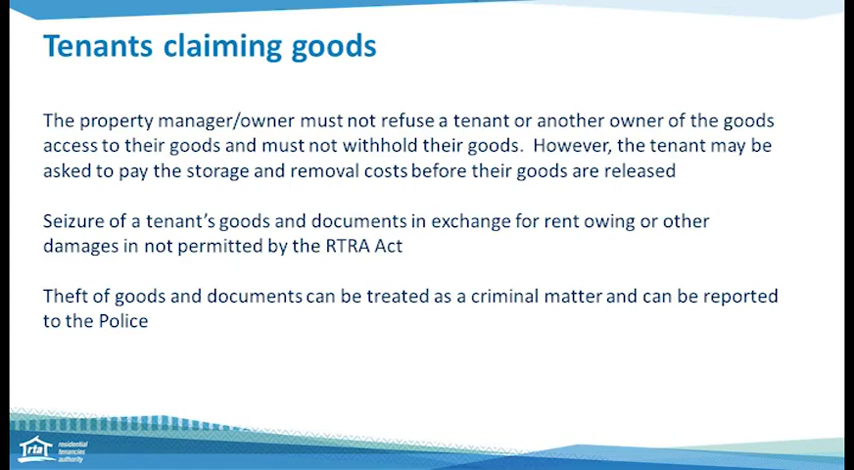 Tenants claiming goods
The property manager/owner must not refuse a tenant or another owner of the goods
access to their goods and must not withhold their goods.  However, the tenant may be
asked to pay the storage and removal costs before their goods are released
Seizure of a tenant's goods and documents in exchange for rent owing or other
damages in not permitted by the RTRA Act
Theft of goods and documents can be treated as a criminal matter and can be reported
to the Police
rta
residential
tenancies
authority